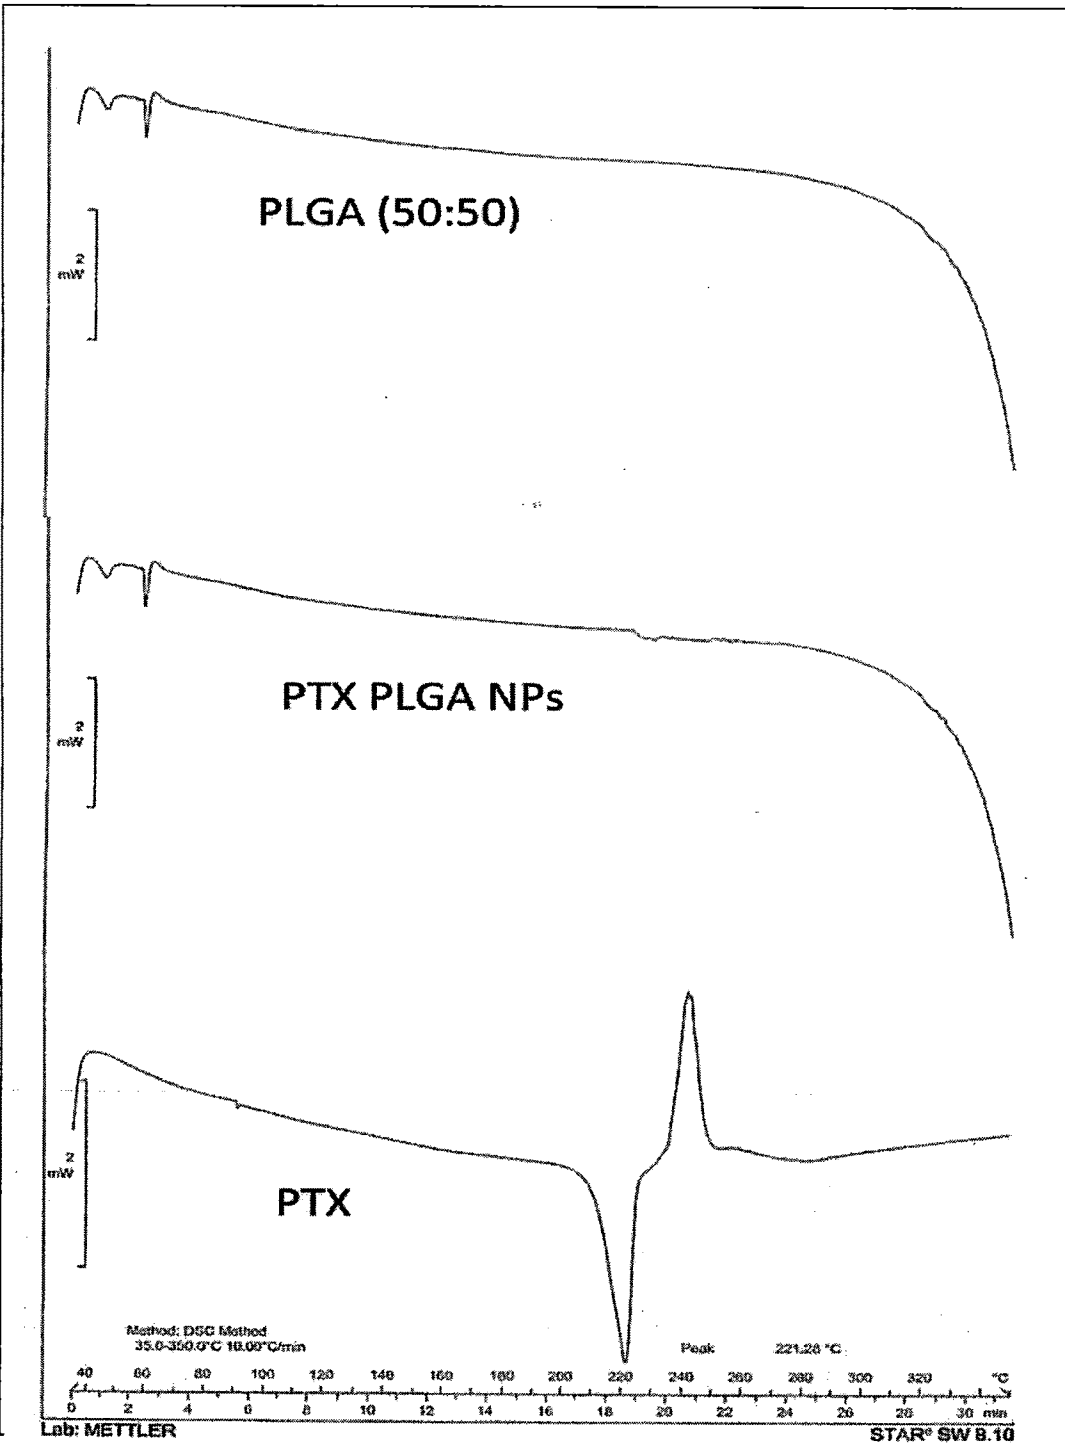 PLGA (50:50)
2
mW
PTX PLGA NPs
2
mW
2
mW
PTX
Method: DSC Method
35.0-350.0°C 10.00°C/min
Peak 221.28 °C
40 60 80 100 120 140 160 180 200 220 240 260 280 300 320 °C
0 2 4 6 8 10 12 14 16 18 20 22 24 26 28 30 min
Lab: METTLER
STARe SW 8.10